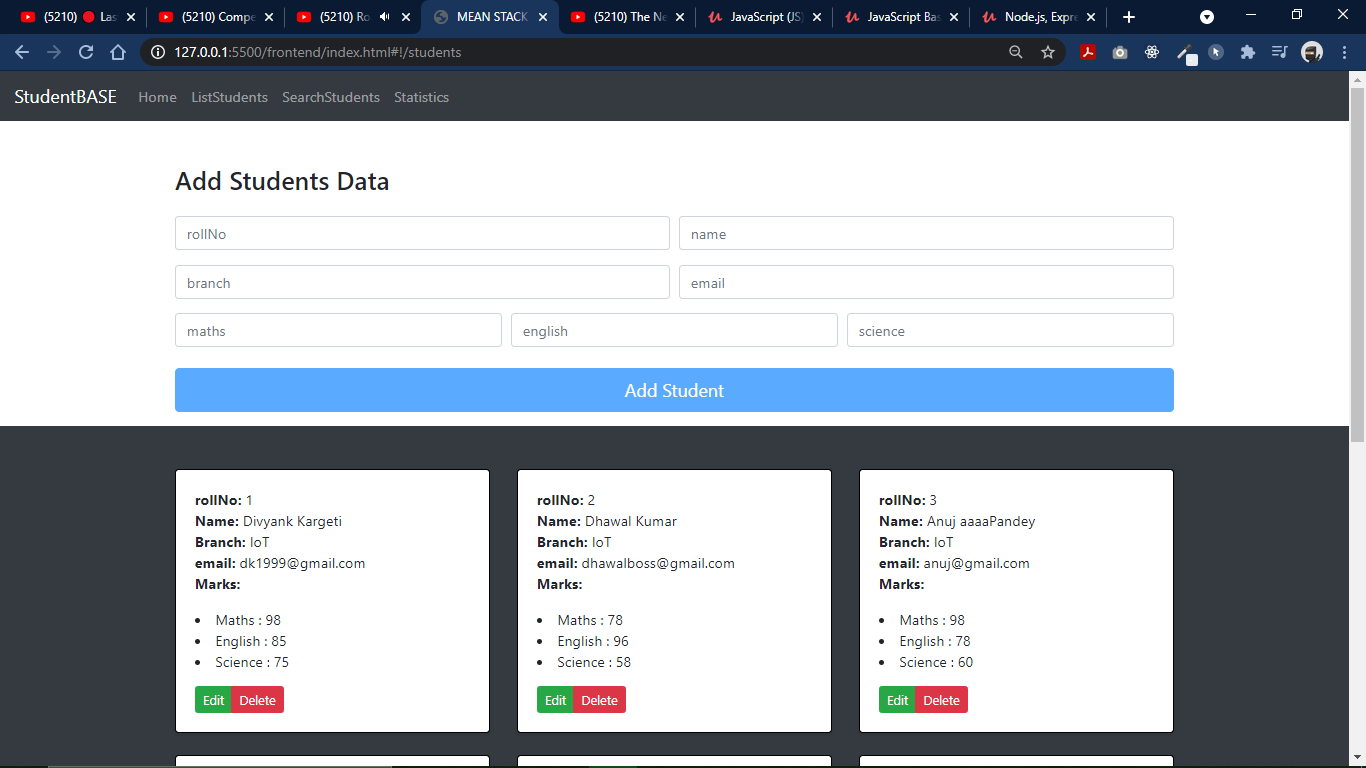 (5210) Las (5210) Compe (5210) Ro MEAN STACK (5210) The Ne JavaScript (JS) JavaScript Bas Node.js, Expre
127.0.0.1:5500/frontend/index.html#!/students
StudentBASE Home ListStudents SearchStudents Statistics
Add Students Data
rollNo name
branch email
maths english science
Add Student
rollNo: 1
Name: Divyank Kargeti
Branch: IoT
email: dk1999@gmail.com
Marks:
• Maths : 98
• English : 85
• Science : 75
Edit Delete
rollNo: 2
Name: Dhawal Kumar
Branch: IoT
email: dhawalboss@gmail.com
Marks:
• Maths : 78
• English : 96
• Science : 58
Edit Delete
rollNo: 3
Name: Anuj aaaaPandey
Branch: IoT
email: anuj@gmail.com
Marks:
• Maths : 98
• English : 78
• Science : 60
Edit Delete